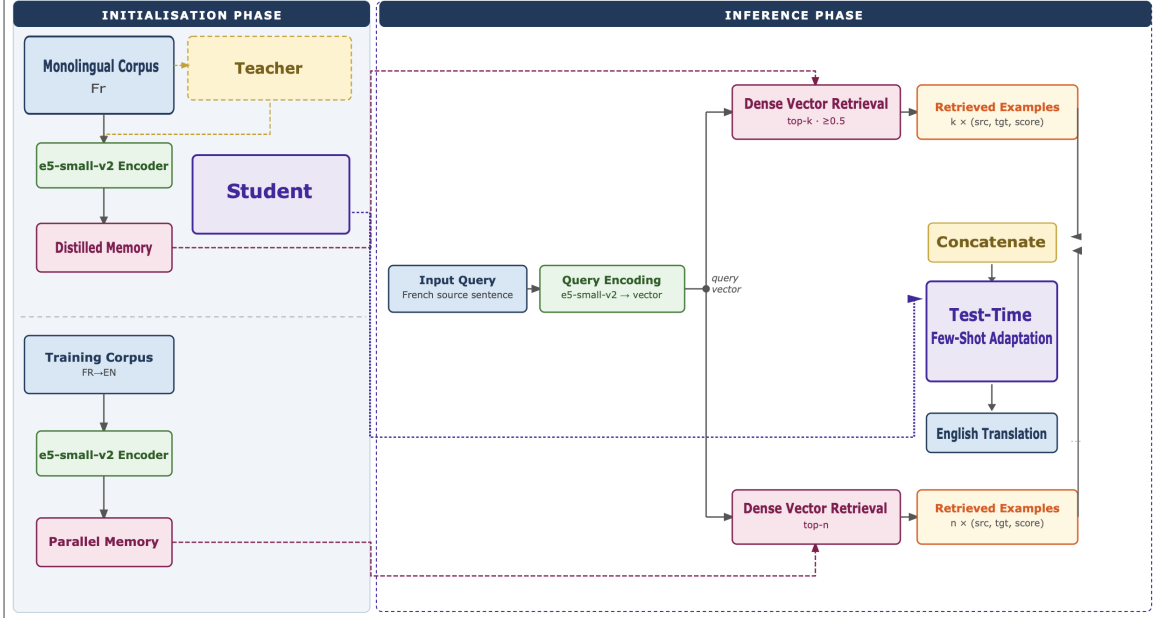 INITIALISATION PHASE
Monolingual Corpus
Fr
Teacher
e5-small-v2 Encoder
Student
Distilled Memory
Training Corpus
FR→EN
e5-small-v2 Encoder
Parallel Memory
INFERENCE PHASE
Input Query
French source sentence
Query Encoding
e5-small-v2 → vector
query
vector
Dense Vector Retrieval
top-k · ≥0.5
Retrieved Examples
k × (src, tgt, score)
Concatenate
Test-Time
Few-Shot Adaptation
English Translation
Dense Vector Retrieval
top-n
Retrieved Examples
n × (src, tgt, score)